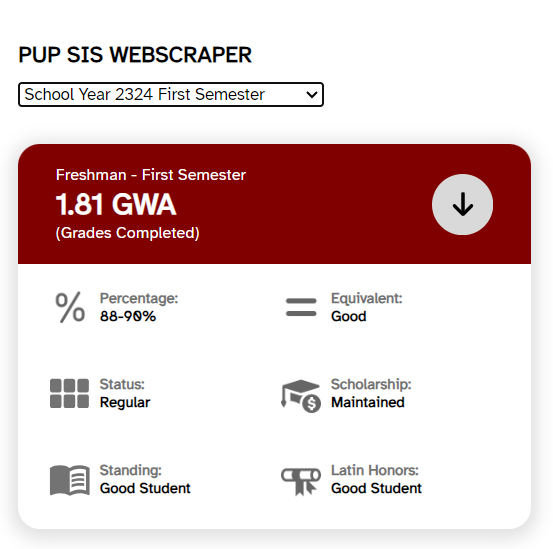 PUP SIS WEBSCRAPER
School Year 2324 First Semester
Freshman - First Semester
1.81 GWA
(Grades Completed)
Percentage:
88-90%
Equivalent:
Good
Status:
Regular
Scholarship:
Maintained
Standing:
Good Student
Latin Honors:
Good Student